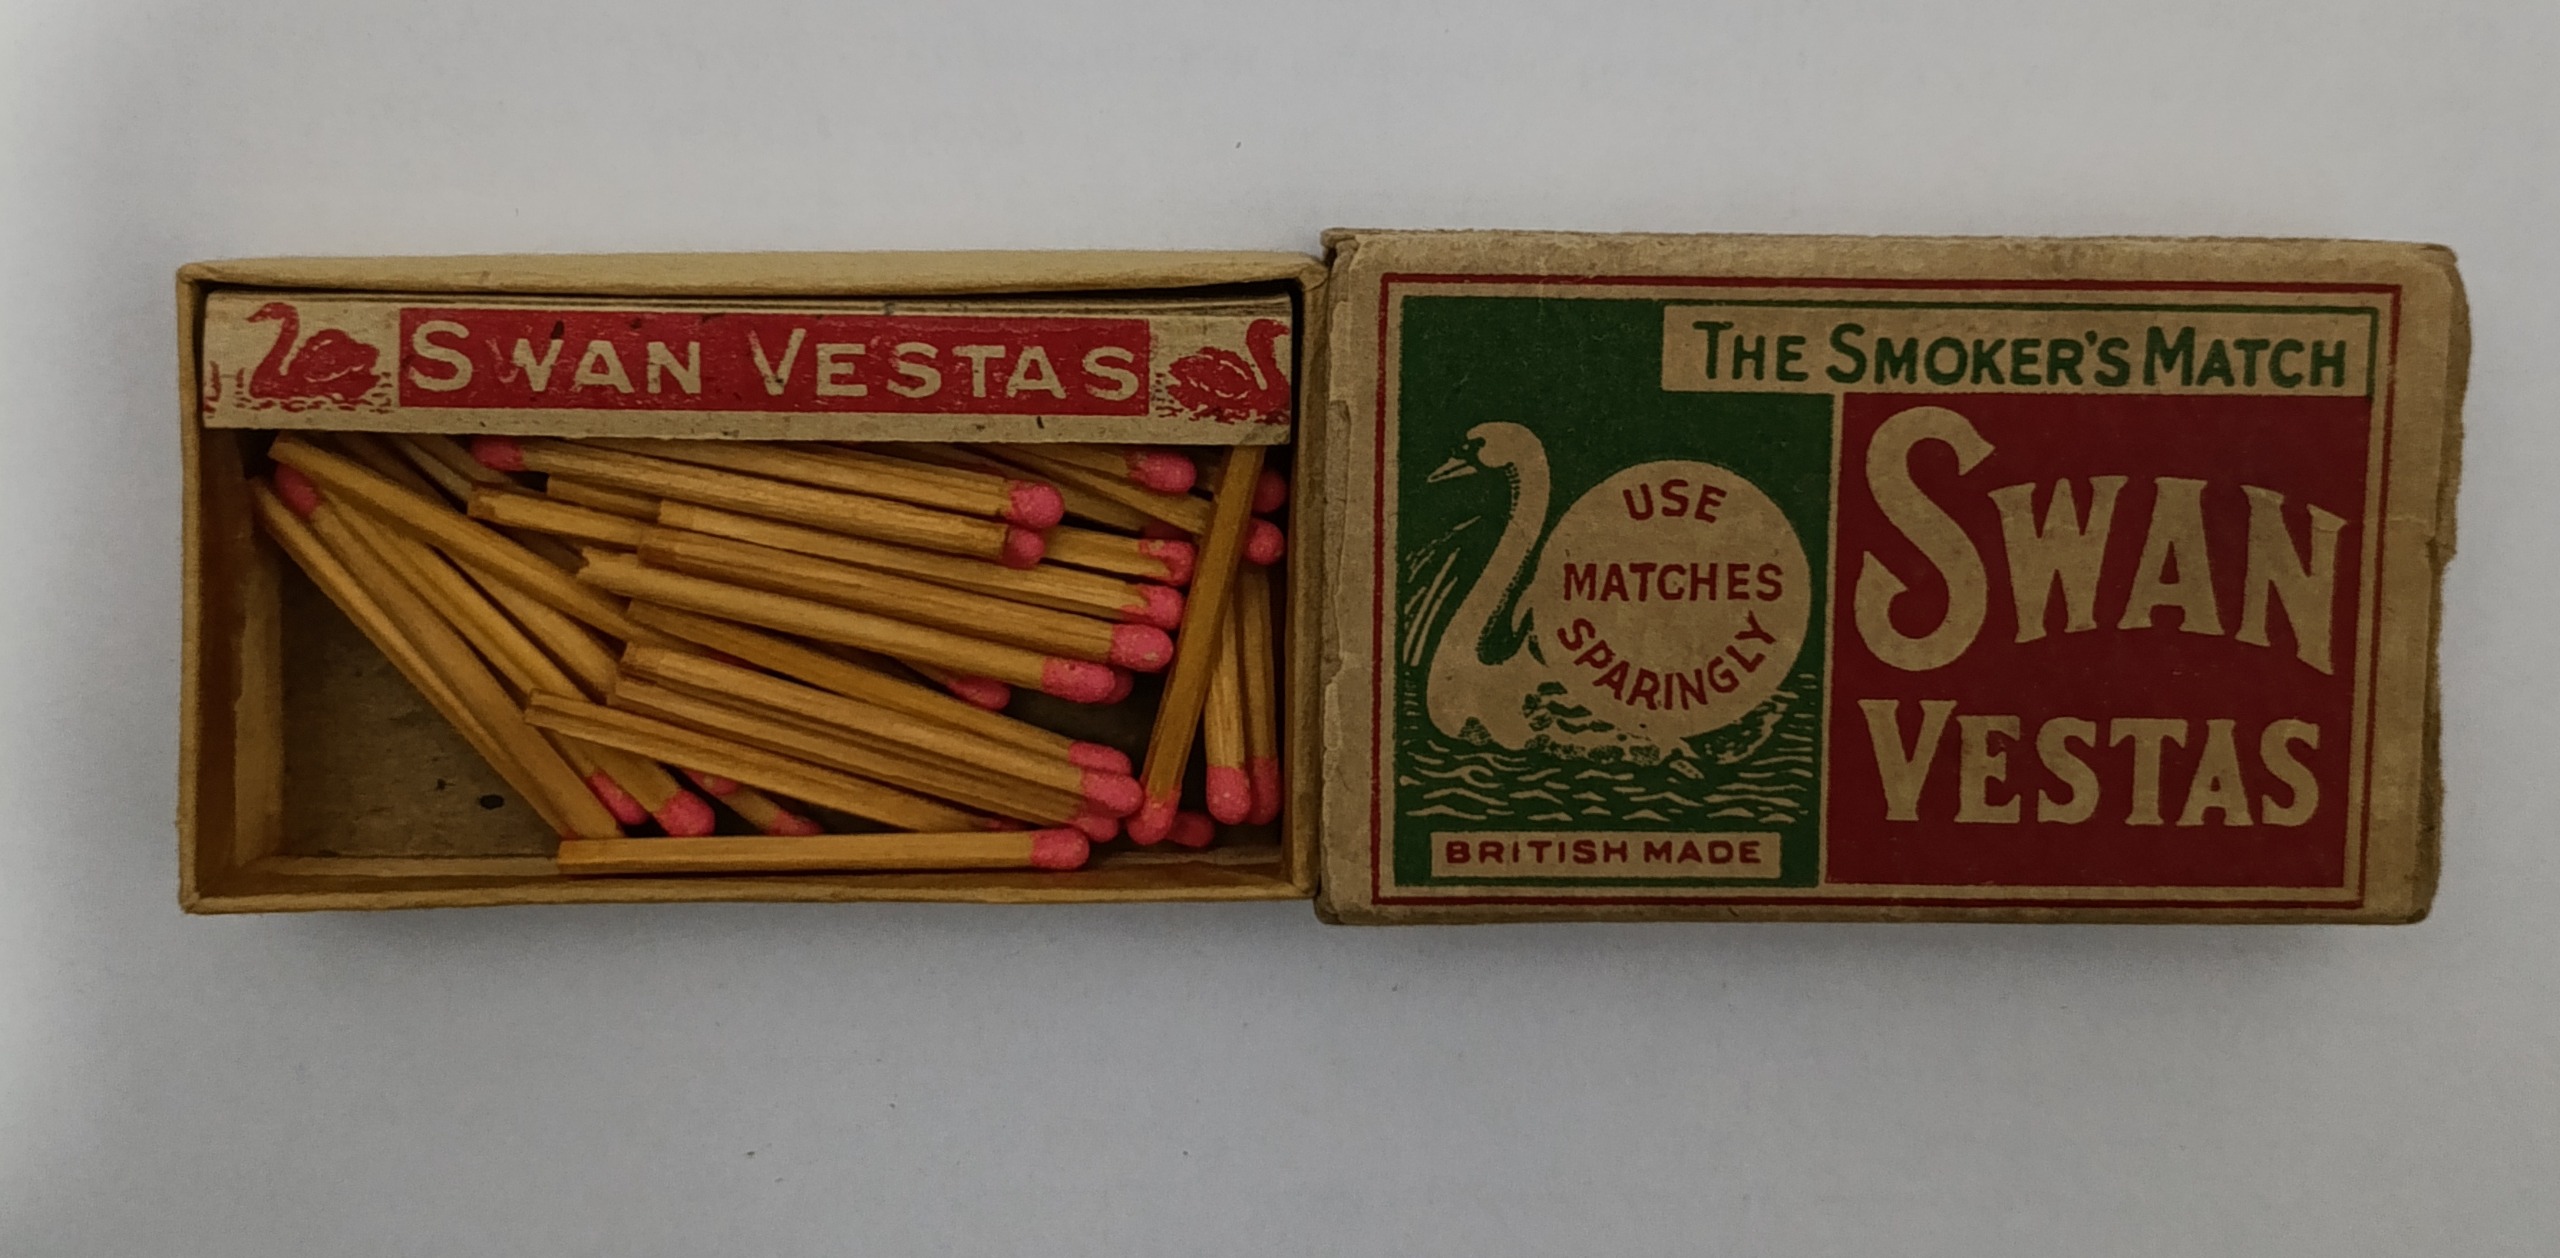 SWAN VESTAS
THE SMOKER'S MATCH
USE
MATCHES
SPARINGLY
SWAN
VESTAS
BRITISH MADE